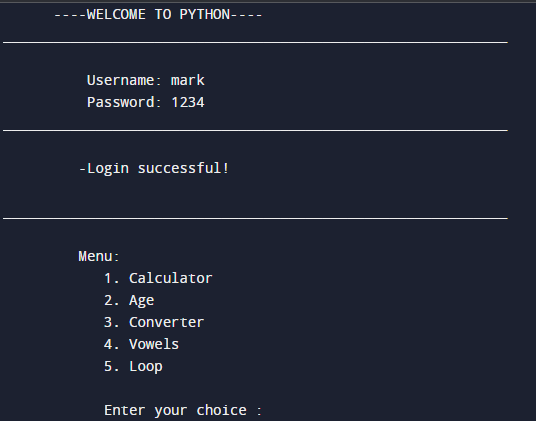 ----WELCOME TO PYTHON----
Username: mark
Password: 1234
-Login successful!
Menu:
1. Calculator
2. Age
3. Converter
4. Vowels
5. Loop
Enter your choice :